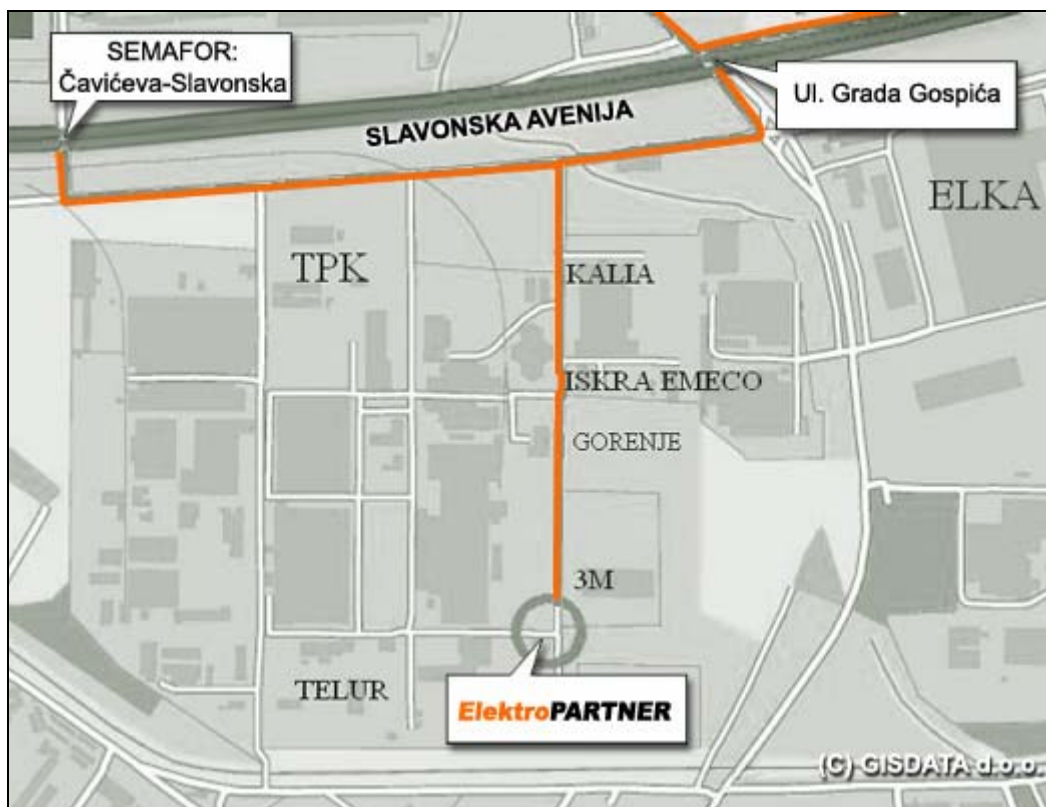 SEMAFOR:
Čavićeva-Slavonska
Ul. Grada Gospića
SLAVONSKA AVENIJA
ELKA
TPK
KALIA
ISKRA EMECO
GORENJE
3M
TELUR
ElektroPARTNER
(C) GISDATA d.o.o.